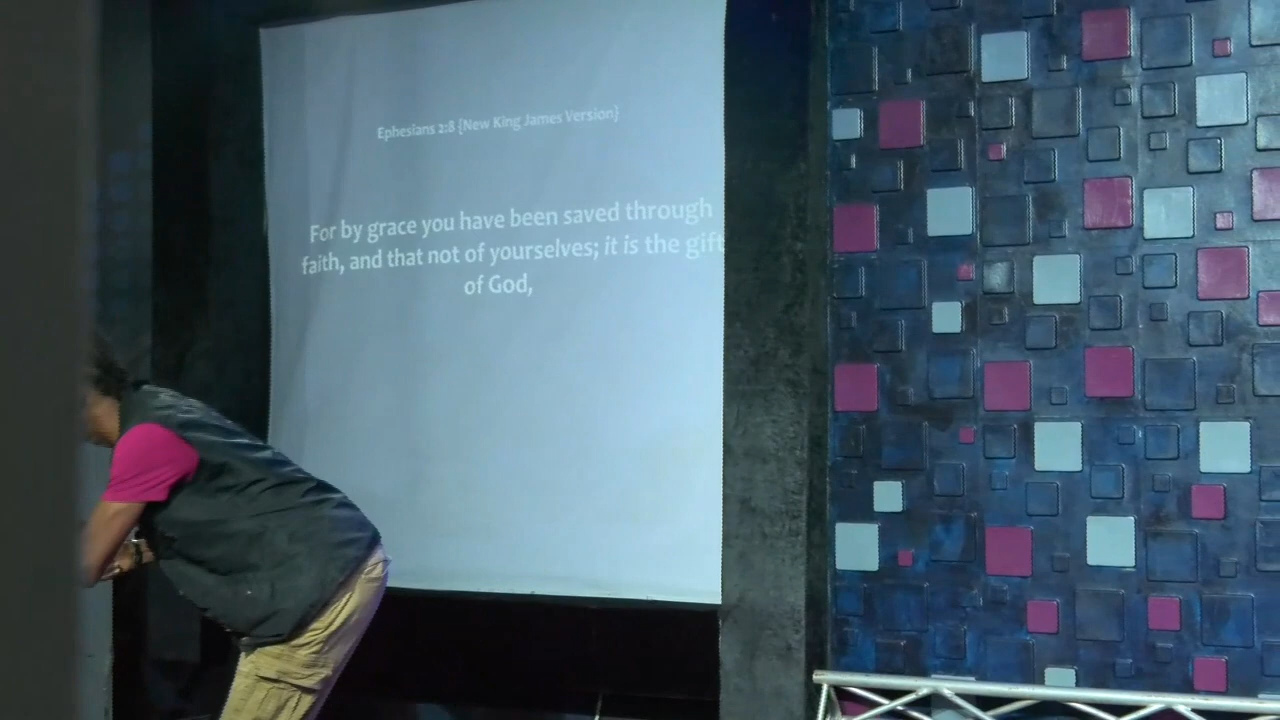 Ephesians 2:8 (New King James Version)
For by grace you have been saved through
faith, and that not of yourselves; it is the gift
of God,